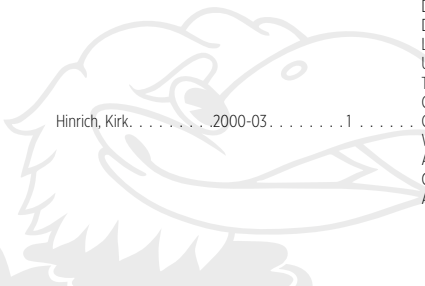 Hinrich, Kirk. . . . . . . . .2000-03. . . . . . . . .1 . . . . . .